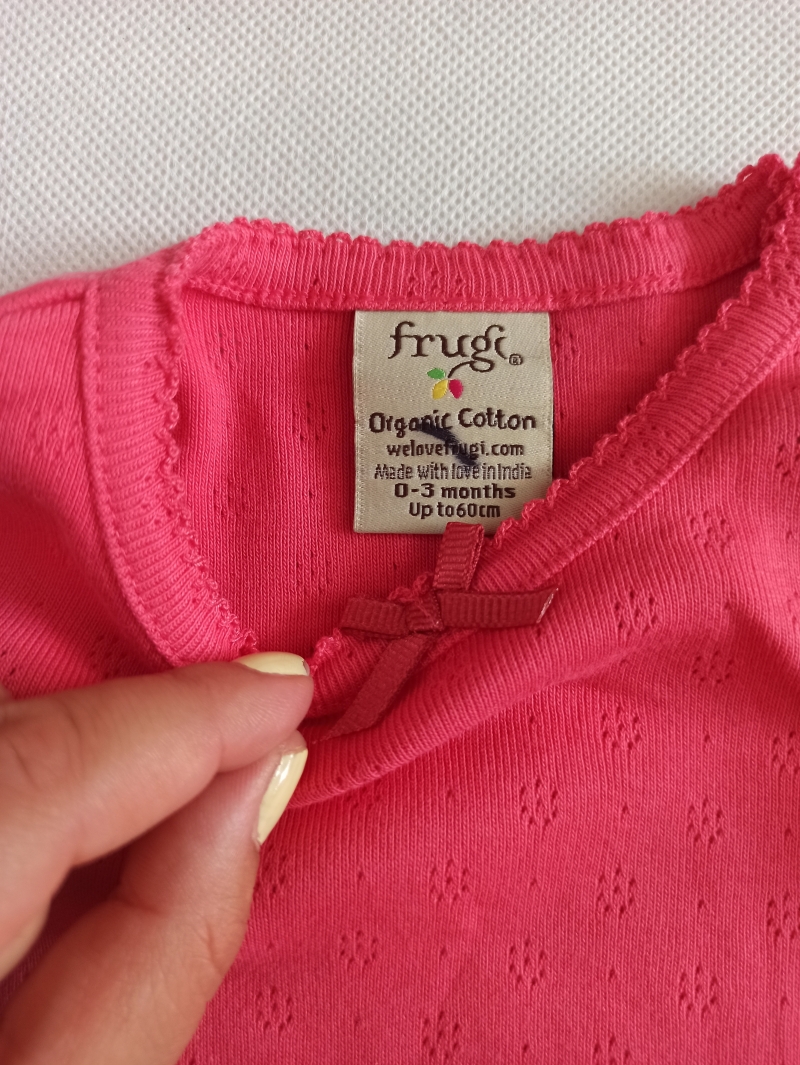 frugi®
Organic Cotton
welovefrugi.com
Made with love in India
0-3 months
Up to 60cm